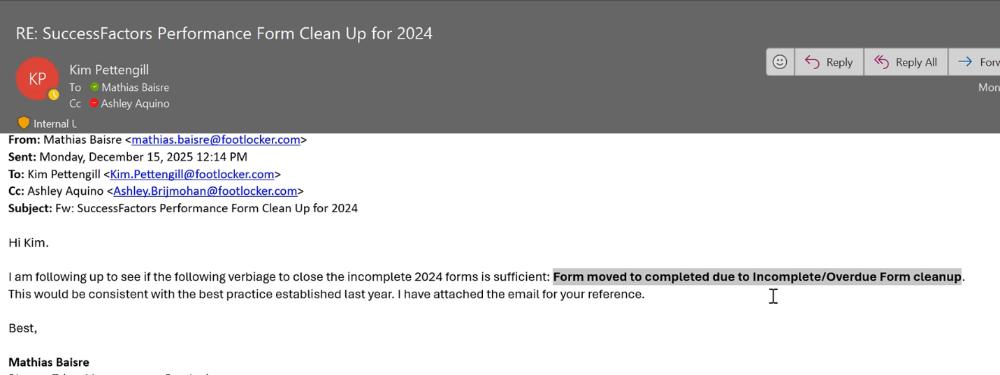 RE: SuccessFactors Performance Form Clean Up for 2024
KP
Kim Pettengill
To Mathias Baisre
Cc Ashley Aquino
Reply
Reply All
Forw
Mon
Internal
From: Mathias Baisre <mathias.baisre@footlocker.com>
Sent: Monday, December 15, 2025 12:14 PM
To: Kim Pettengill <Kim.Pettengill@footlocker.com>
Cc: Ashley Aquino <Ashley.Brijmohan@footlocker.com>
Subject: Fw: SuccessFactors Performance Form Clean Up for 2024
Hi Kim.
I am following up to see if the following verbiage to close the incomplete 2024 forms is sufficient: Form moved to completed due to Incomplete/Overdue Form cleanup.
This would be consistent with the best practice established last year. I have attached the email for your reference.
Best,
Mathias Baisre